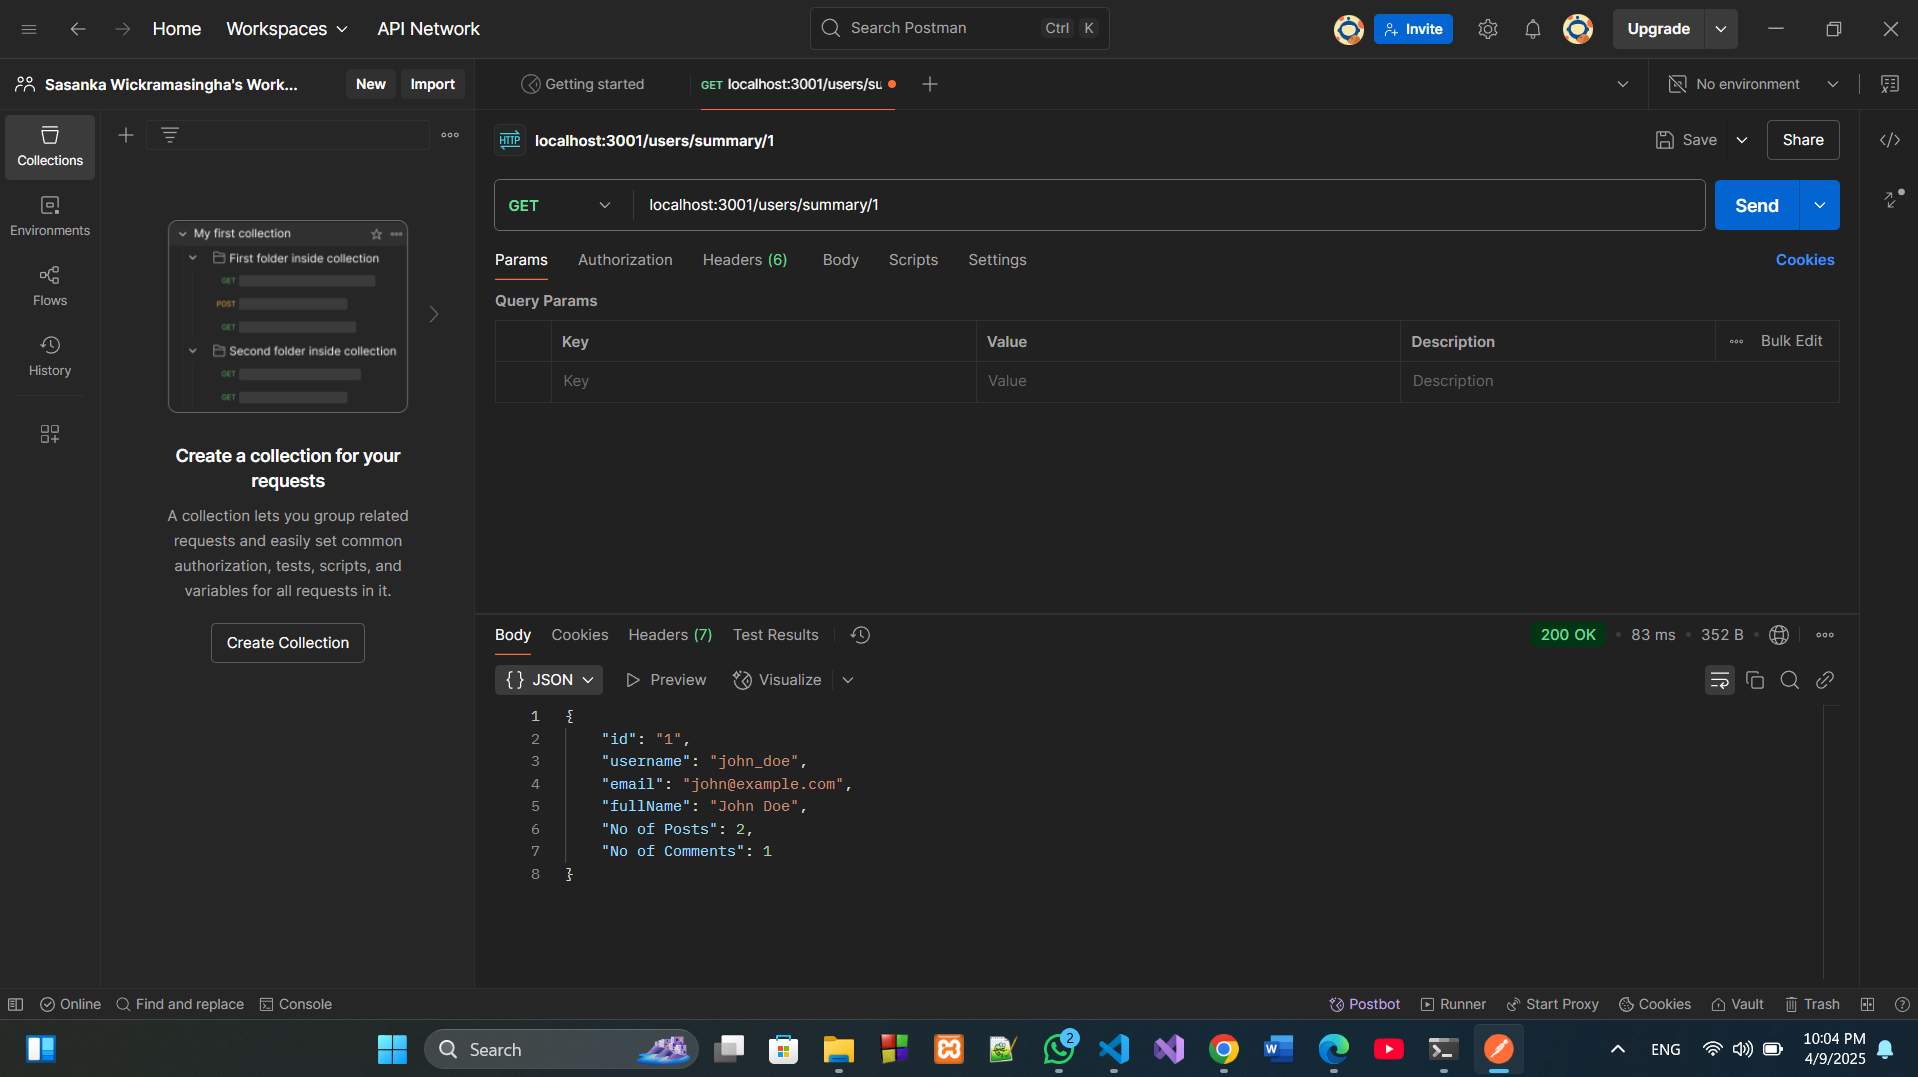 Home
Workspaces
API Network
Search Postman
Ctrl K
Invite
Upgrade
Sasanka Wickramasingha's Work...
New
Import
Getting started
GET localhost:3001/users/su
No environment
Collections
Environments
Flows
History
My first collection
First folder inside collection
GET
POST
GET
Second folder inside collection
GET
GET
Create a collection for your
requests
A collection lets you group related
requests and easily set common
authorization, tests, scripts, and
variables for all requests in it.
Create Collection
HTTP
localhost:3001/users/summary/1
Save
Share
GET
localhost:3001/users/summary/1
Send
Params
Authorization
Headers (6)
Body
Scripts
Settings
Cookies
Query Params
Key
Value
Description
Bulk Edit
Key
Value
Description
Body
Cookies
Headers (7)
Test Results
200 OK
83 ms
352 B
{} JSON
Preview
Visualize
1 {
2 "id": "1",
3 "username": "john_doe",
4 "email": "john@example.com",
5 "fullName": "John Doe",
6 "No of Posts": 2,
7 "No of Comments": 1
8 }
Online
Find and replace
Console
Postbot
Runner
Start Proxy
Cookies
Vault
Trash
Search
2
ENG
10:04 PM
4/9/2025